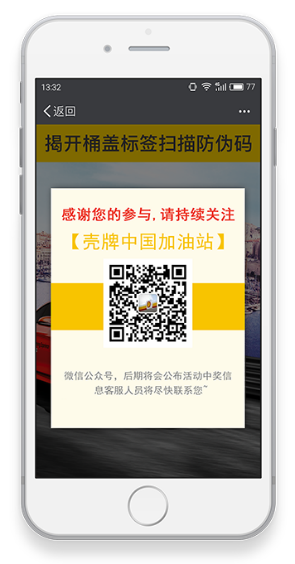 13:32
77
返回
揭开桶盖标签扫描防伪码
感谢您的参与,请持续关注
【壳牌中国加油站】
微信公众号，后期将会公布活动中奖信
息客服人员将尽快联系您~